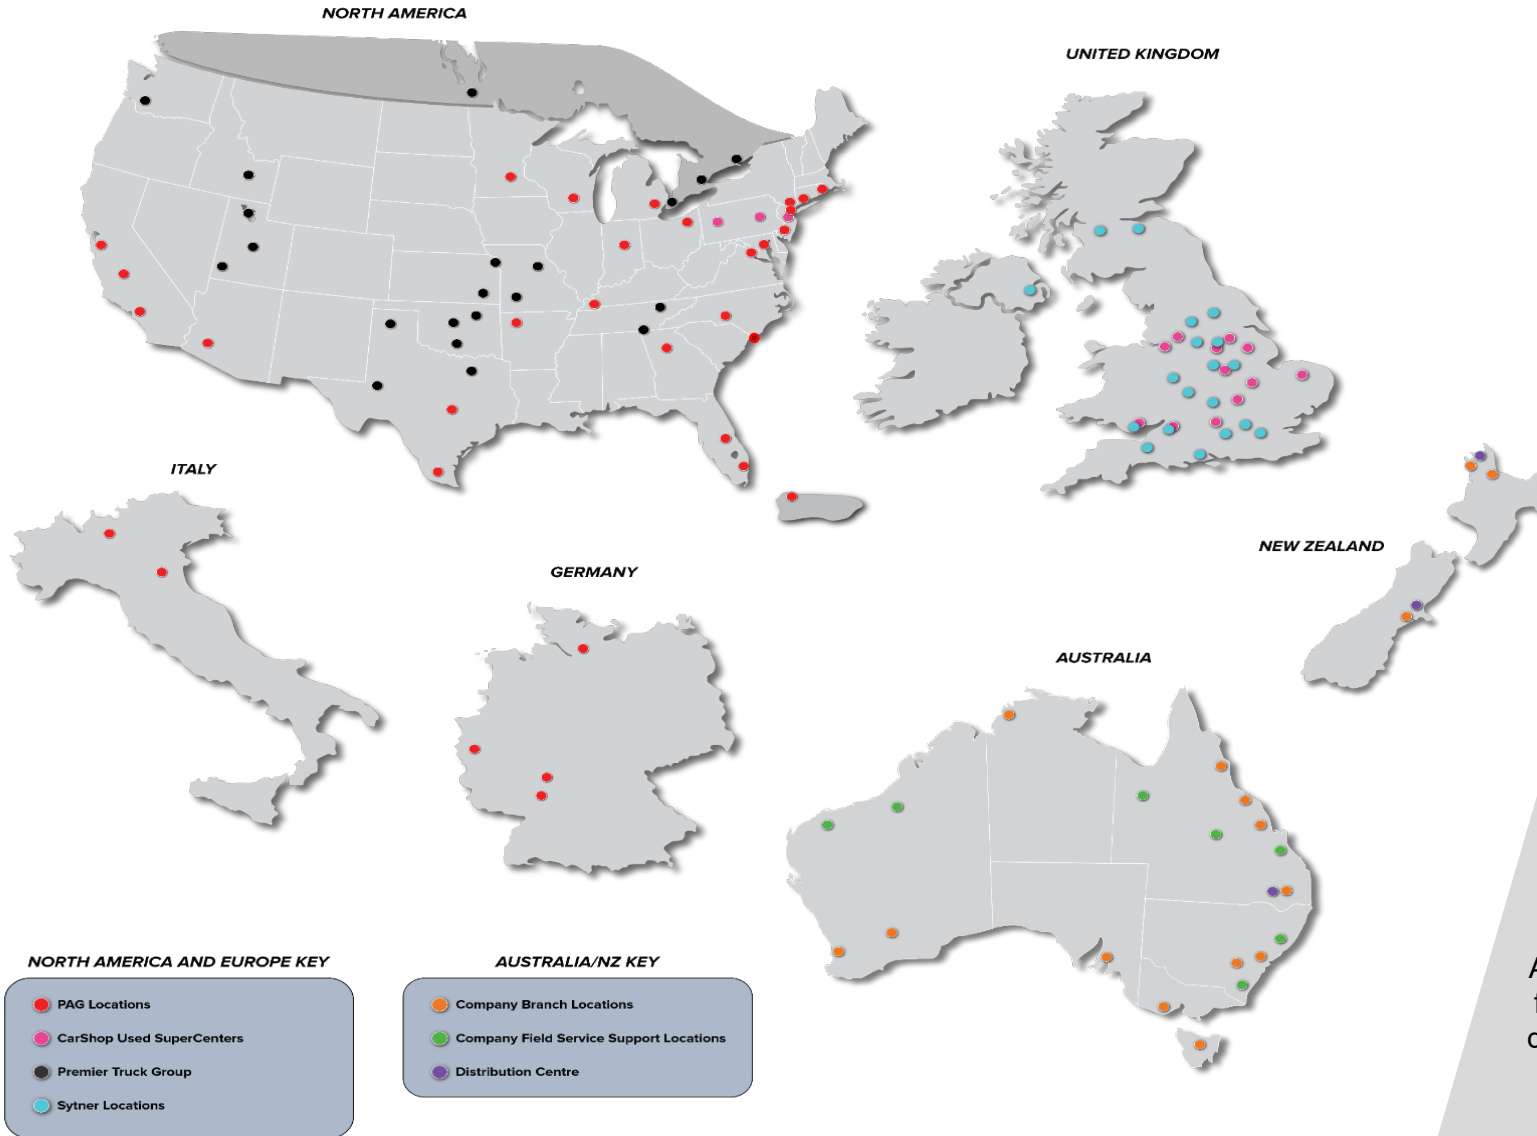 NORTH AMERICA
UNITED KINGDOM
ITALY
GERMANY
NEW ZEALAND
AUSTRALIA
NORTH AMERICA AND EUROPE KEY
PAG Locations
CarShop Used SuperCenters
Premier Truck Group
Sytner Locations
AUSTRALIA/NZ KEY
Company Branch Locations
Company Field Service Support Locations
Distribution Centre